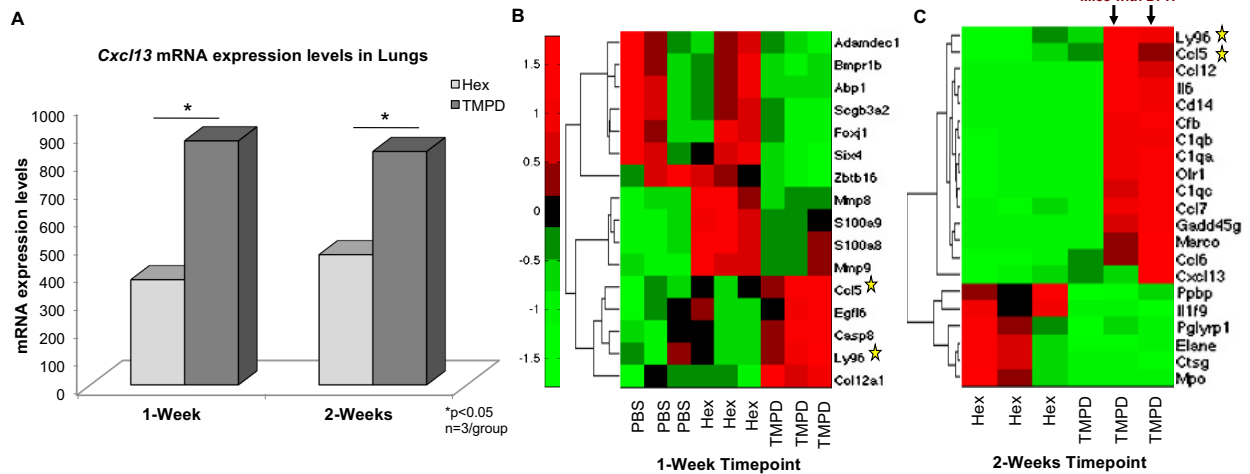 A
Cxcl13 mRNA expression levels in Lungs
Hex
TMPD
*
*
mRNA expression levels
1000
900
800
700
600
500
400
300
200
100
0
1-Week
2-Weeks
*p<0.05
n=3/group
B
1.5
1
0.5
0
-0.5
-1
-1.5
Adamdec1
Bmpr1b
Abp1
Scgb3a2
Foxj1
Six4
Zbtb16
Mmp8
S100a9
S100a8
Mmp9
Ccl5
Egfl6
Casp8
Ly96
Col12a1
PBS
PBS
PBS
Hex
Hex
Hex
TMPD
TMPD
TMPD
1-Week Timepoint
C
Ly96
Ccl5
Ccl12
Il6
Cd14
Cfb
C1qb
C1qa
Olr1
C1qc
Ccl7
Gadd45g
Marco
Ccl6
Cxcl13
Ppbp
Il1f9
Pglyrp1
Elane
Ctsg
Mpo
Hex
Hex
Hex
TMPD
TMPD
TMPD
2-Weeks Timepoint